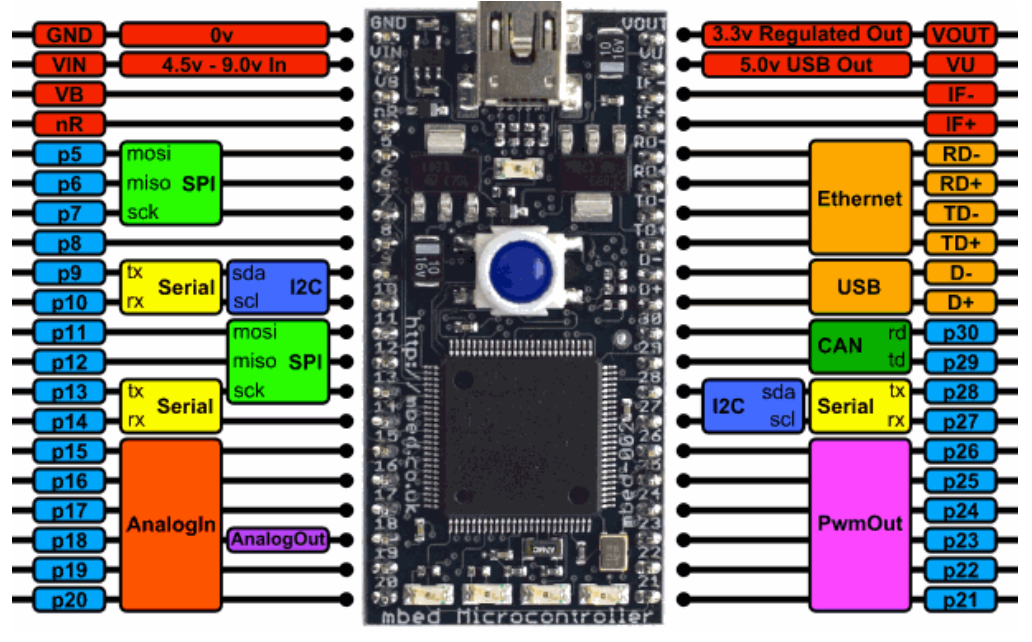 GND 0v
VIN 4.5v - 9.0v In
VB
nR
p5 mosi
p6 miso SPI
p7 sck
p8
p9 tx Serial sda I2C
p10 rx scl
p11 mosi
p12 miso SPI
p13 tx Serial sck
p14 rx
p15
p16
p17 AnalogIn
p18 AnalogOut
p19
p20
GND
VIN
VB
nR
5
6
7
8
9
10
11
12
13
14
15
16
17
18
19
20
http://mbed.co.uk
10
16v
10
16v
VOUT
VU
IF-
IF+
RD-
RD+
TD-
TD+
D-
D+
30
29
28
27
26
25
24
23
22
21
mbed Microcontroller
3.3v Regulated Out VOUT
5.0v USB Out VU
IF-
IF+
RD-
Ethernet RD+
TD-
TD+
USB D-
D+
CAN rd p30
td p29
I2C sda Serial tx p28
scl rx p27
p26
p25
PwmOut p24
p23
p22
p21